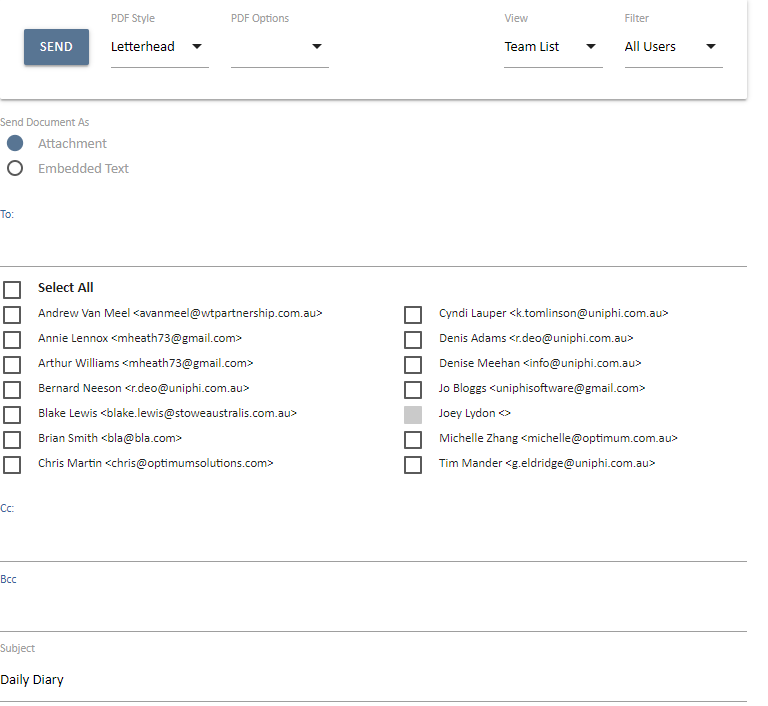 PDF Style
PDF Options
View
Filter
SEND
Letterhead
Team List
All Users
Send Document As
Attachment
Embedded Text
To:
Select All
Andrew Van Meel <avanmeel@wtpartnership.com.au>
Annie Lennox <mheath73@gmail.com>
Arthur Williams <mheath73@gmail.com>
Bernard Neeson <r.deo@uniphi.com.au>
Blake Lewis <blake.lewis@stoweaustralis.com.au>
Brian Smith <bla@bla.com>
Chris Martin <chris@optimumsolutions.com>
Cyndi Lauper <k.tomlinson@uniphi.com.au>
Denis Adams <r.deo@uniphi.com.au>
Denise Meehan <info@uniphi.com.au>
Jo Bloggs <uniphisoftware@gmail.com>
Joey Lydon <>
Michelle Zhang <michelle@optimum.com.au>
Tim Mander <g.eldridge@uniphi.com.au>
Cc:
Bcc
Subject
Daily Diary